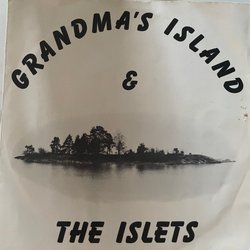 GRANDMA'S ISLAND
&
THE ISLETS